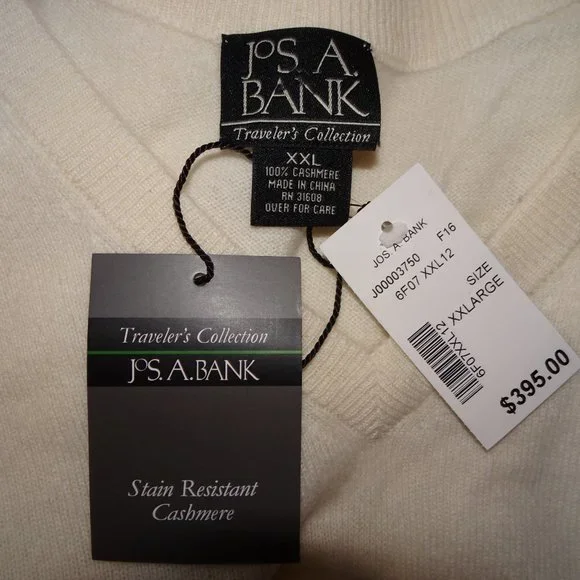 JOS. A.
BANK
Traveler's Collection
XXL
100% CASHMERE
MADE IN CHINA
RN 31608
OVER FOR CARE
Traveler's Collection
JOS. A. BANK
Stain Resistant
Cashmere
JOS A BANK
J00003750 F16
6F07 XXL12
SIZE
XXLARGE
6F07XXL12
$395.00